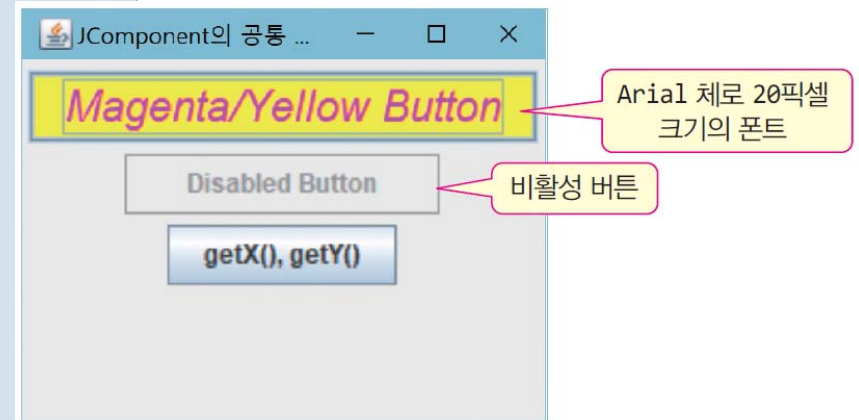 JComponent의 공통 ...
Magenta/Yellow Button
Arial 체로 20픽셀
크기의 폰트
Disabled Button
비활성 버튼
getX(), getY()